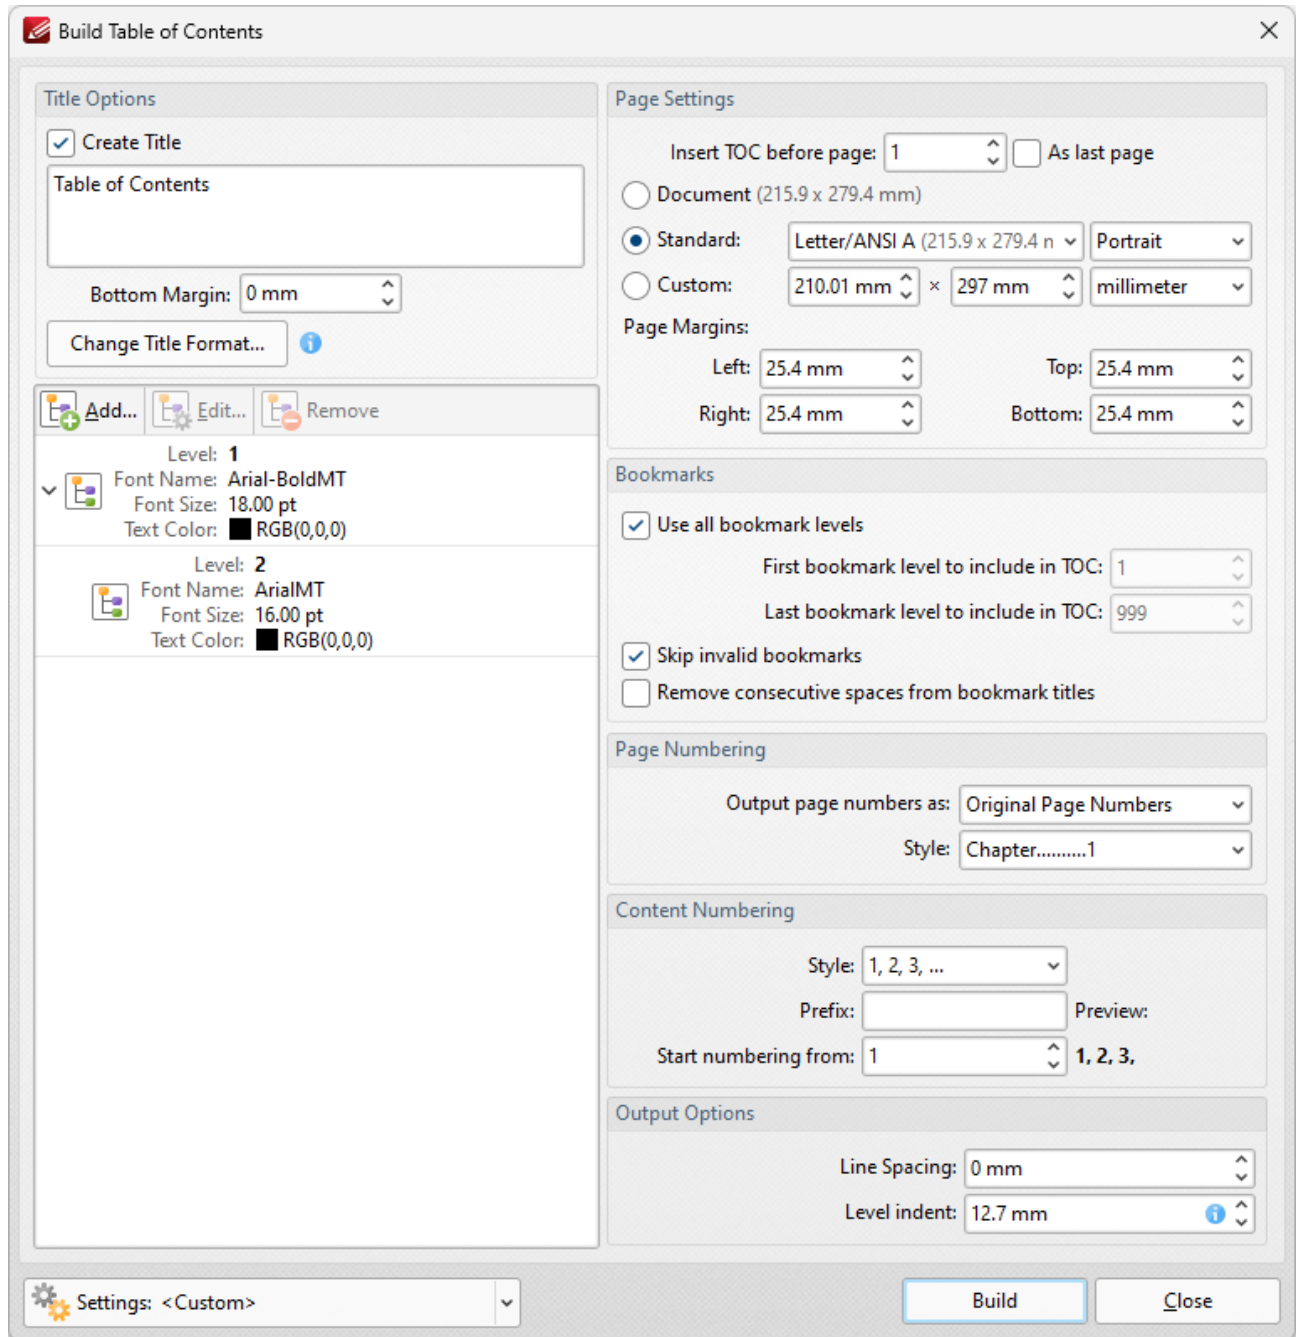 Build Table of Contents
Title Options
Create Title
Table of Contents
Bottom Margin: 0 mm
Change Title Format...
Add... Edit... Remove
Level: 1
Font Name: Arial-BoldMT
Font Size: 18.00 pt
Text Color: RGB(0,0,0)
Level: 2
Font Name: ArialMT
Font Size: 16.00 pt
Text Color: RGB(0,0,0)
Page Settings
Insert TOC before page: 1 As last page
Document (215.9 x 279.4 mm)
Standard: Letter/ANSI A (215.9 x 279.4 n Portrait
Custom: 210.01 mm × 297 mm millimeter
Page Margins:
Left: 25.4 mm Top: 25.4 mm
Right: 25.4 mm Bottom: 25.4 mm
Bookmarks
Use all bookmark levels
First bookmark level to include in TOC: 1
Last bookmark level to include in TOC: 999
Skip invalid bookmarks
Remove consecutive spaces from bookmark titles
Page Numbering
Output page numbers as: Original Page Numbers
Style: Chapter..........1
Content Numbering
Style: 1, 2, 3, ...
Prefix: Preview:
Start numbering from: 1 1, 2, 3,
Output Options
Line Spacing: 0 mm
Level indent: 12.7 mm
Settings: <Custom> Build Close